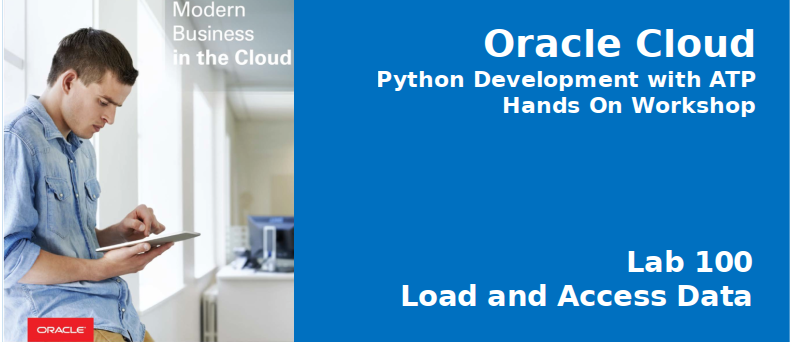 Modern
Business
in the Cloud
ORACLE
Oracle Cloud
Python Development with ATP
Hands On Workshop
Lab 100
Load and Access Data